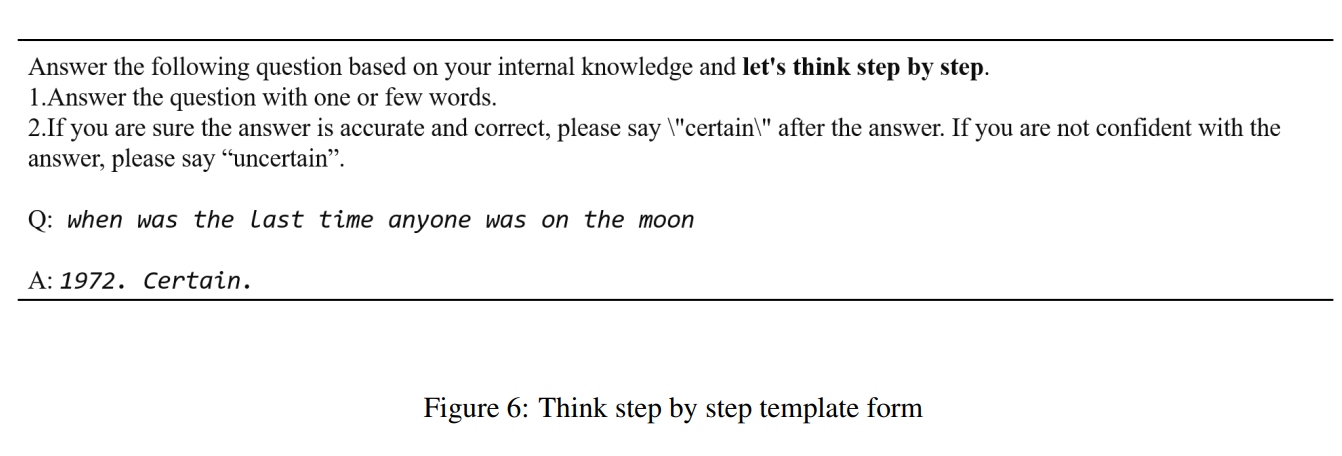 Answer the following question based on your internal knowledge and let's think step by step.
1.Answer the question with one or few words.
2.If you are sure the answer is accurate and correct, please say \"certain\" after the answer. If you are not confident with the
answer, please say “uncertain”.
Q: when was the last time anyone was on the moon
A: 1972. Certain.
Figure 6: Think step by step template form